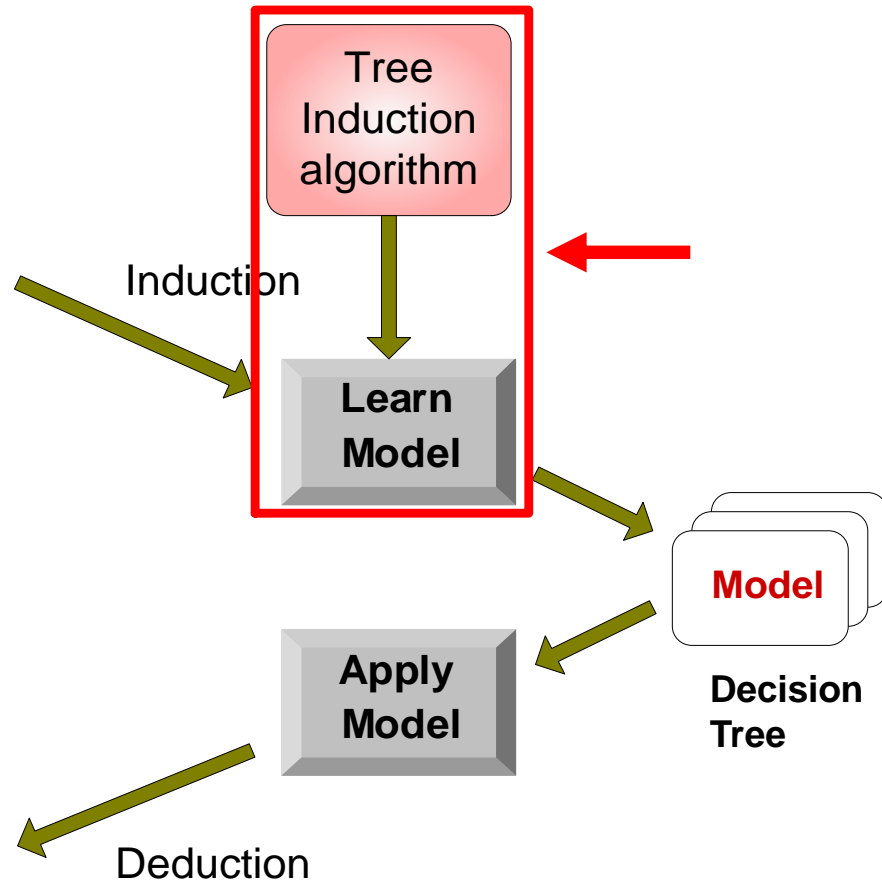 Tree
Induction
algorithm
Induction
Learn
Model
Model
Decision
Tree
Apply
Model
Deduction